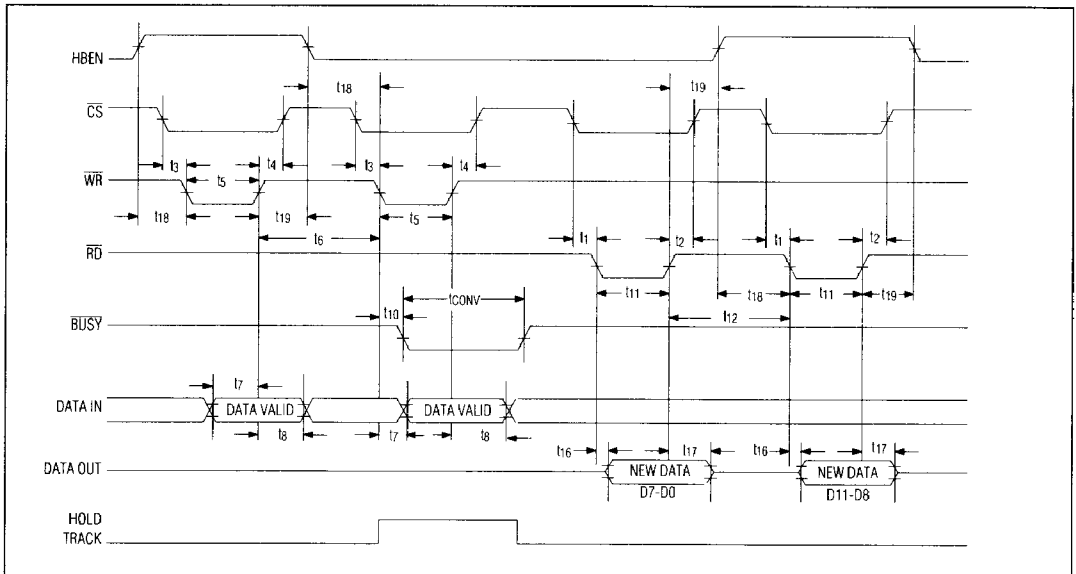 HBEN
t18
t19
CS
t3
t4
t3
t4
WR
t5
t18
t19
t5
t6
t1
t2
t1
t2
RD
t11
t18
t11
t19
tCONV
t12
t10
BUSY
t7
DATA IN
DATA VALID
DATA VALID
t8
t7
t8
t16
t17
t16
t17
DATA OUT
NEW DATA
NEW DATA
D7-D0
D11-D8
HOLD
TRACK